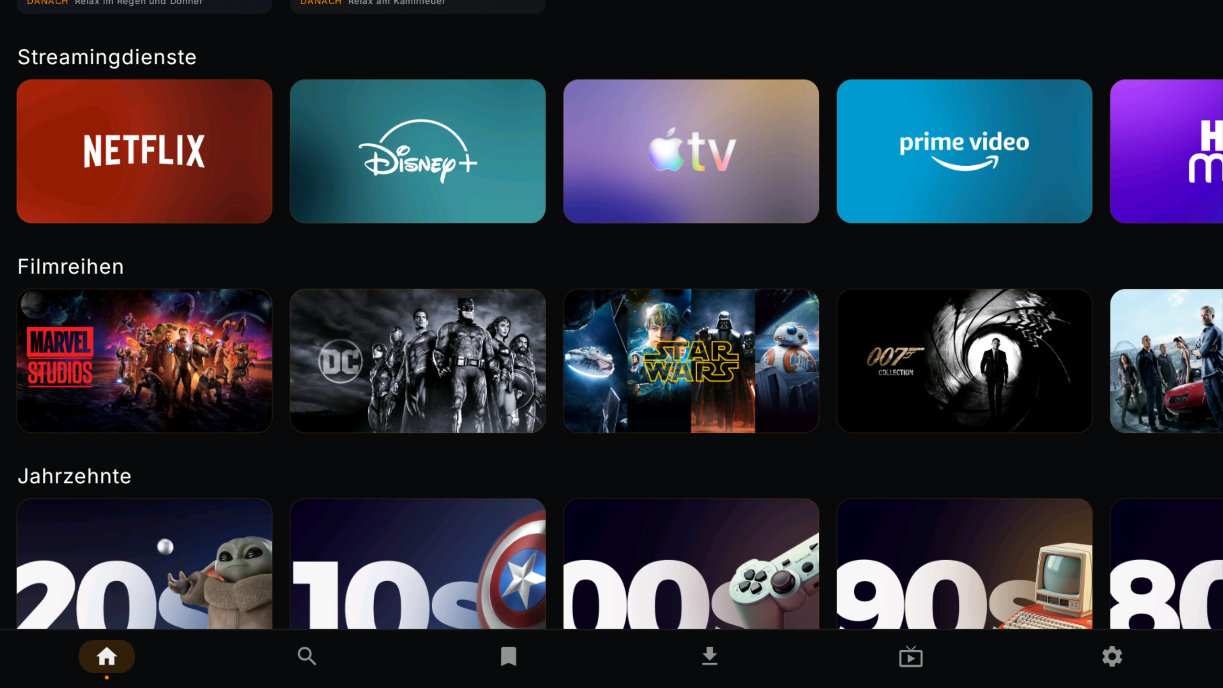 DANACH Relax im Regen und Donner
DANACH Relax am Kaminfeuer
Streamingdienste
NETFLIX
Disney+
tv
prime video
Filmreihen
MARVEL
STUDIOS
DC
STAR
WARS
007
COLLECTION
Jahrzehnte
20s
10s
00s
90s
80